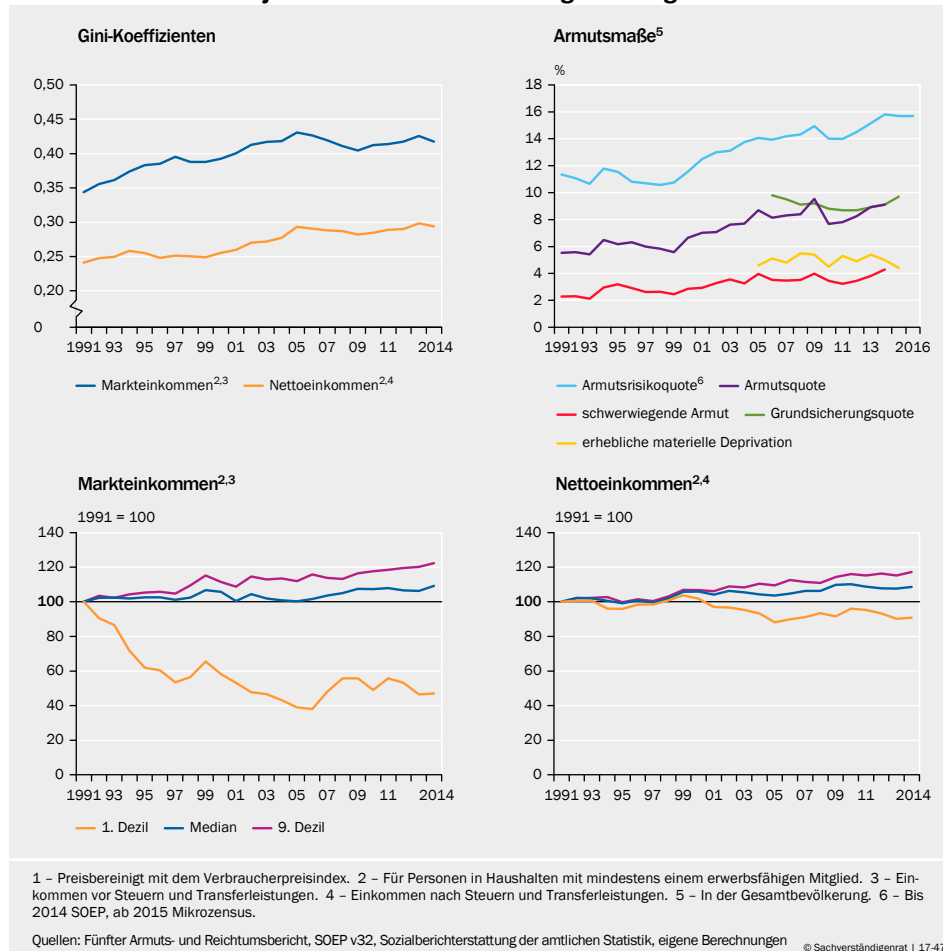 Gini-Koeffizienten
0,50
0,45
0,40
0,35
0,30
0,25
0,20
0
1991 93 95 97 99 01 03 05 07 09 11 2014
Markteinkommen2,3 Nettoeinkommen2,4
Armutsmaße5
%
18
16
14
12
10
8
6
4
2
0
1991 93 95 97 99 01 03 05 07 09 11 13 2016
Armutsrisikoquote6 Armutsquote
schwerwiegende Armut Grundsicherungsquote
erhebliche materielle Deprivation
Markteinkommen2,3
1991 = 100
140
120
100
80
60
40
20
0
1991 93 95 97 99 01 03 05 07 09 11 2014
1. Dezil Median 9. Dezil
Nettoeinkommen2,4
1991 = 100
140
120
100
80
60
40
20
0
1991 93 95 97 99 01 03 05 07 09 11 2014
1 – Preisbereinigt mit dem Verbraucherpreisindex. 2 – Für Personen in Haushalten mit mindestens einem erwerbsfähigen Mitglied. 3 – Ein-
kommen vor Steuern und Transferleistungen. 4 – Einkommen nach Steuern und Transferleistungen. 5 – In der Gesamtbevölkerung. 6 – Bis
2014 SOEP, ab 2015 Mikrozensus.
Quellen: Fünfter Armuts- und Reichtumsbericht, SOEP v32, Sozialberichterstattung der amtlichen Statistik, eigene Berechnungen
© Sachverständigenrat | 17-47